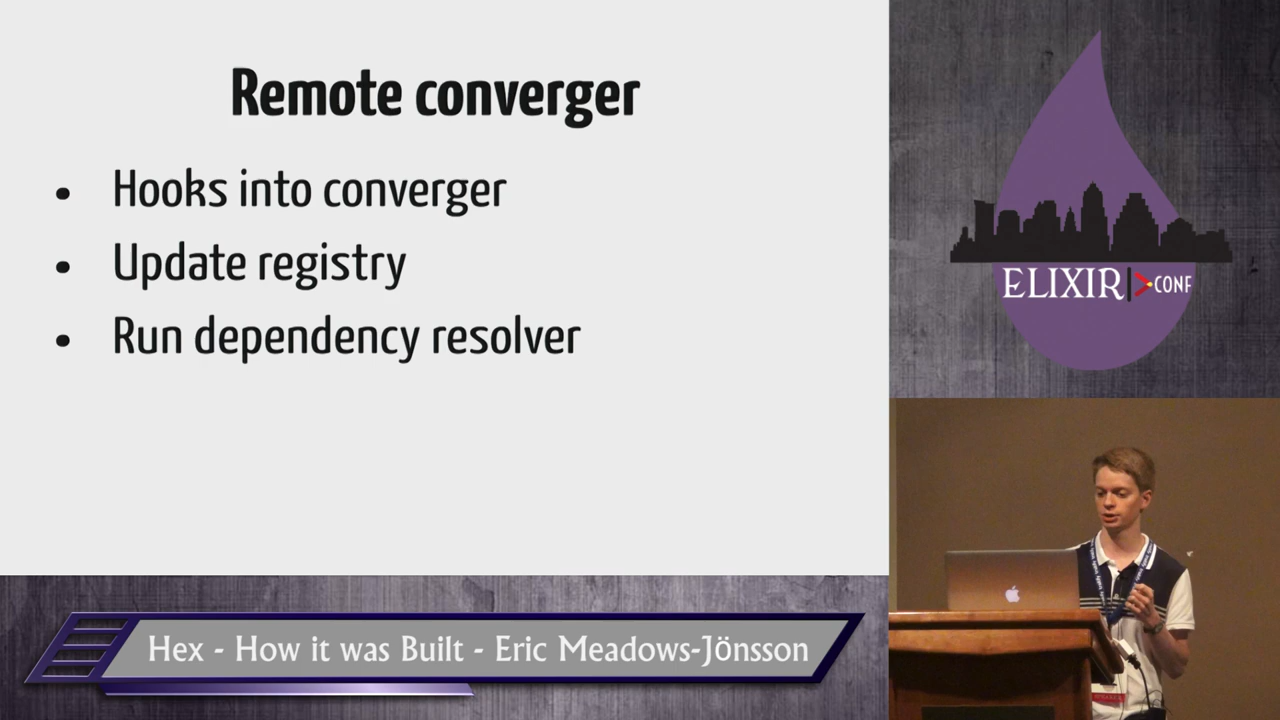 Remote converger
• Hooks into converger
• Update registry
• Run dependency resolver
ELIXIR|>CONF
Hex - How it was Built - Eric Meadows-Jönsson